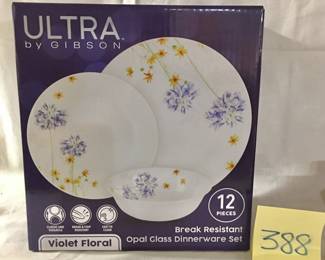 ULTRA
by GIBSON
12
PIECES
Break Resistant
Violet Floral
Opal Glass Dinnerware Set
388